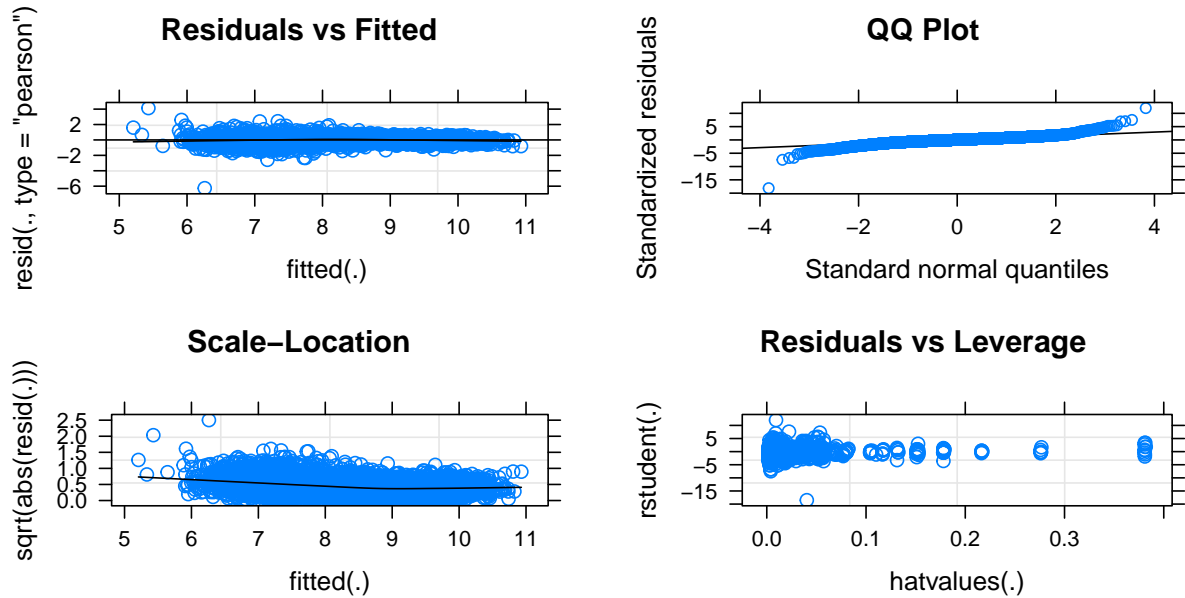 Residuals vs Fitted
resid(., type = "pearson")
2
−2
−6
5 6 7 8 9 10 11
fitted(.)
QQ Plot
Standardized residuals
5
−5
−15
−4 −2 0 2 4
Standard normal quantiles
Scale−Location
sqrt(abs(resid(.)))
2.5
2.0
1.5
1.0
0.5
0.0
5 6 7 8 9 10 11
fitted(.)
Residuals vs Leverage
rstudent(.)
5
−5
−15
0.0 0.1 0.2 0.3
hatvalues(.)